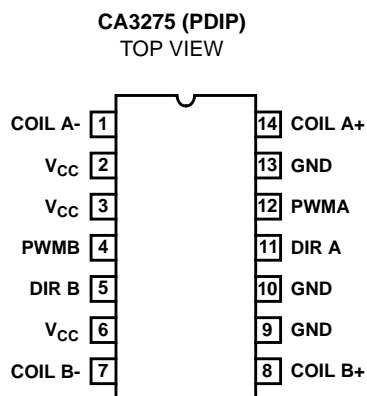 CA3275 (PDIP)
TOP VIEW
COIL A- 1 14 COIL A+
VCC 2 13 GND
VCC 3 12 PWMA
PWMB 4 11 DIR A
DIR B 5 10 GND
VCC 6 9 GND
COIL B- 7 8 COIL B+